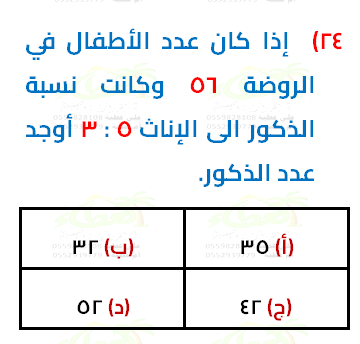 ٢٤) إذا كان عدد الأطفال في
الروضة ٥٦ وكانت نسبة
الذكور الى الإناث ٥ : ٣ أوجد
عدد الذكور.
(أ) ٣٥ (ب) ٣٢
(ج) ٤٢ (د) ٥٢